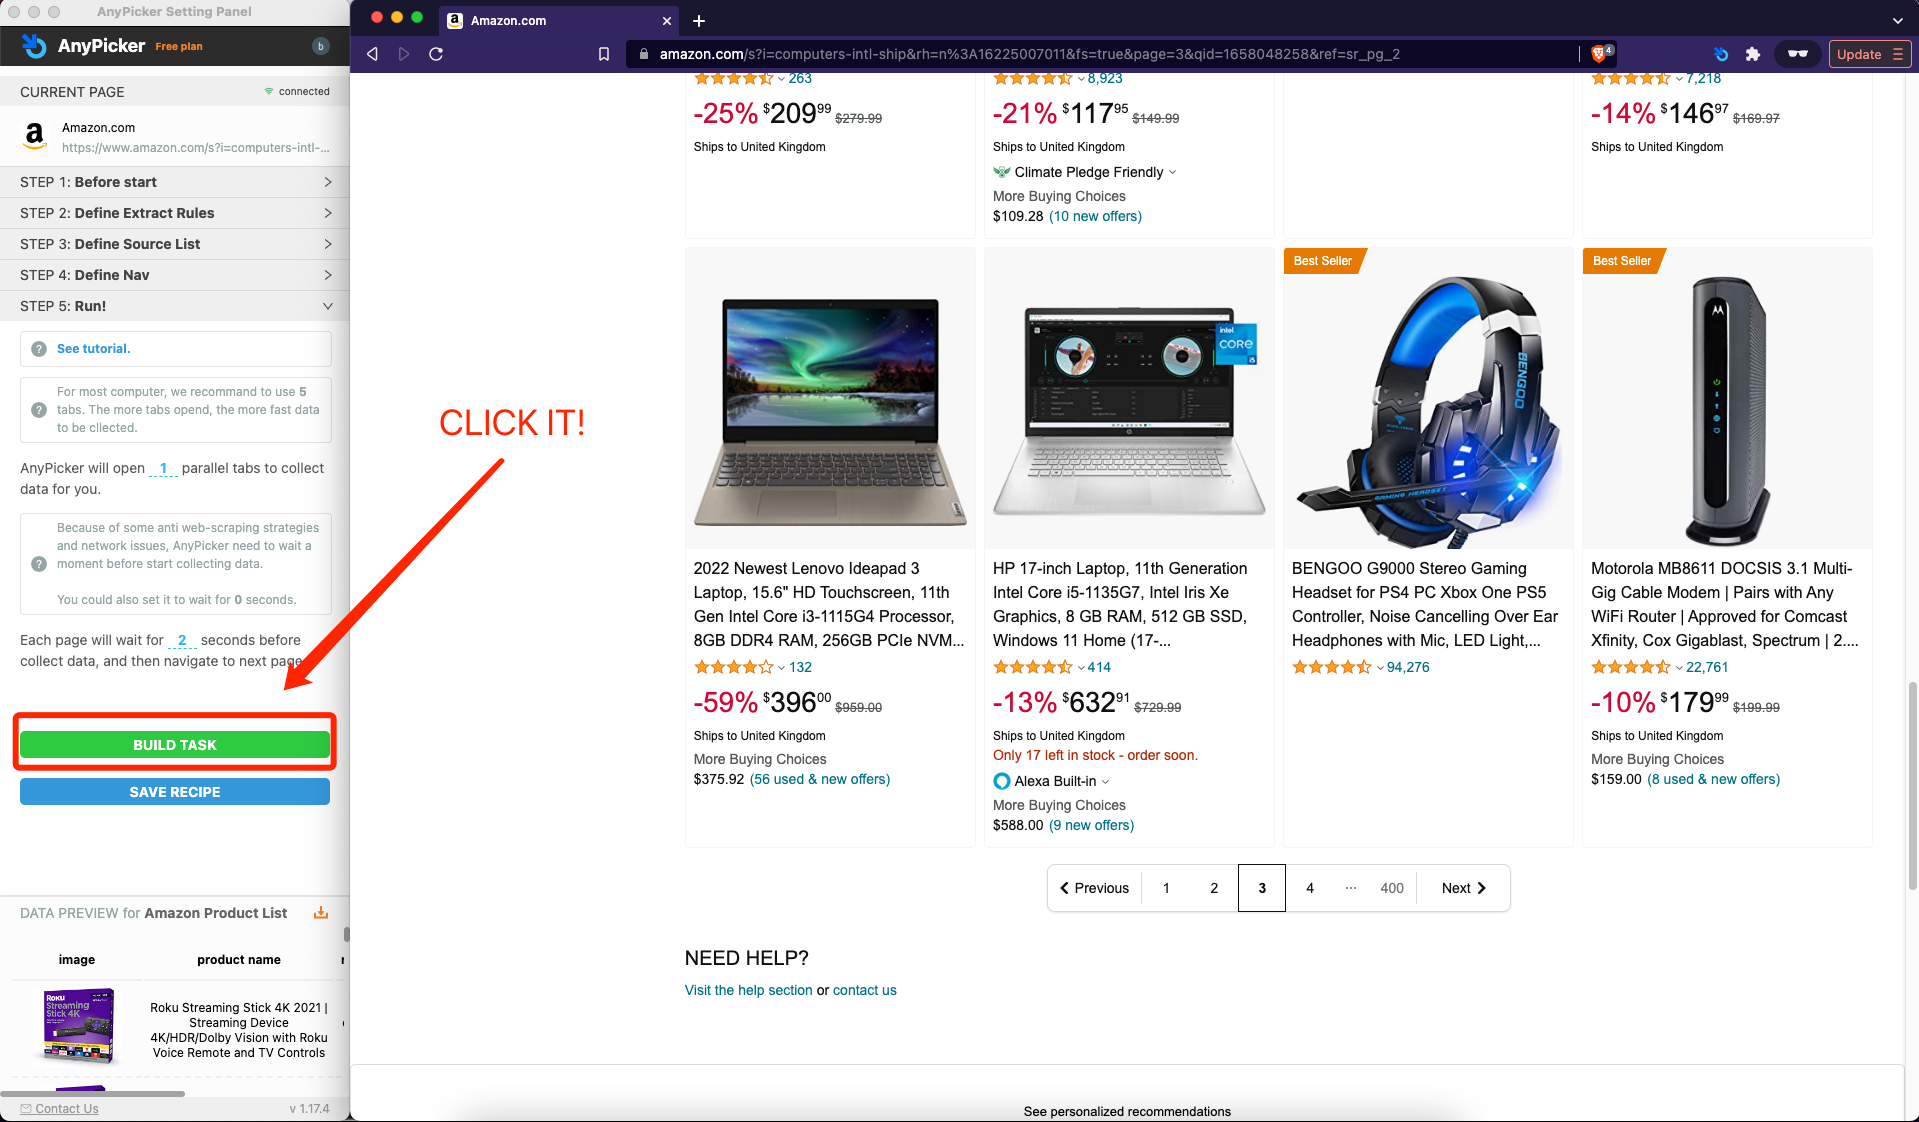 AnyPicker Setting Panel
AnyPicker Free plan b
CURRENT PAGE connected
Amazon.com
https://www.amazon.com/s?i=computers-intl-...
STEP 1: Before start
STEP 2: Define Extract Rules
STEP 3: Define Source List
STEP 4: Define Nav
STEP 5: Run!
? See tutorial.
For most computer, we recommand to use 5
? tabs. The more tabs opend, the more fast data
to be cllected.
AnyPicker will open 1 parallel tabs to collect
data for you.
Because of some anti web-scraping strategies
and network issues, AnyPicker need to wait a
? moment before start collecting data.
You could also set it to wait for 0 seconds.
Each page will wait for 2 seconds before
collect data, and then navigate to next page
BUILD TASK
SAVE RECIPE
DATA PREVIEW for Amazon Product List
image product name
Roku
Streaming
Stick 4K
Roku Streaming Stick 4K 2021 |
Streaming Device
4K/HDR/Dolby Vision with Roku
Voice Remote and TV Controls
Contact Us v 1.17.4
CLICK IT!
Amazon.com
amazon.com/s?i=computers-intl-ship&rh=n%3A16225007011&fs=true&page=3&qid=1658048258&ref=sr_pg_2
4
Update
263
-25% $209.99 $279.99
Ships to United Kingdom
8,923
-21% $117.95 $149.99
Ships to United Kingdom
Climate Pledge Friendly
More Buying Choices
$109.28 (10 new offers)
7,218
-14% $146.97 $169.97
Ships to United Kingdom
2022 Newest Lenovo Ideapad 3
Laptop, 15.6" HD Touchscreen, 11th
Gen Intel Core i3-1115G4 Processor,
8GB DDR4 RAM, 256GB PCIe NVM...
132
-59% $396.00 $959.00
Ships to United Kingdom
More Buying Choices
$375.92 (56 used & new offers)
intel
CORE
i5
HP 17-inch Laptop, 11th Generation
Intel Core i5-1135G7, Intel Iris Xe
Graphics, 8 GB RAM, 512 GB SSD,
Windows 11 Home (17-...
414
-13% $632.91 $729.99
Ships to United Kingdom
Only 17 left in stock - order soon.
Alexa Built-in
More Buying Choices
$588.00 (9 new offers)
Best Seller
BENGOO
GAMING HEADSET
BENGOO G9000 Stereo Gaming
Headset for PS4 PC Xbox One PS5
Controller, Noise Cancelling Over Ear
Headphones with Mic, LED Light,...
94,276
Best Seller
Motorola MB8611 DOCSIS 3.1 Multi-
Gig Cable Modem | Pairs with Any
WiFi Router | Approved for Comcast
Xfinity, Cox Gigablast, Spectrum | 2....
22,761
-10% $179.99 $199.99
Ships to United Kingdom
More Buying Choices
$159.00 (8 used & new offers)
Previous 1 2 3 4 ... 400 Next
NEED HELP?
Visit the help section or contact us
See personalized recommendations